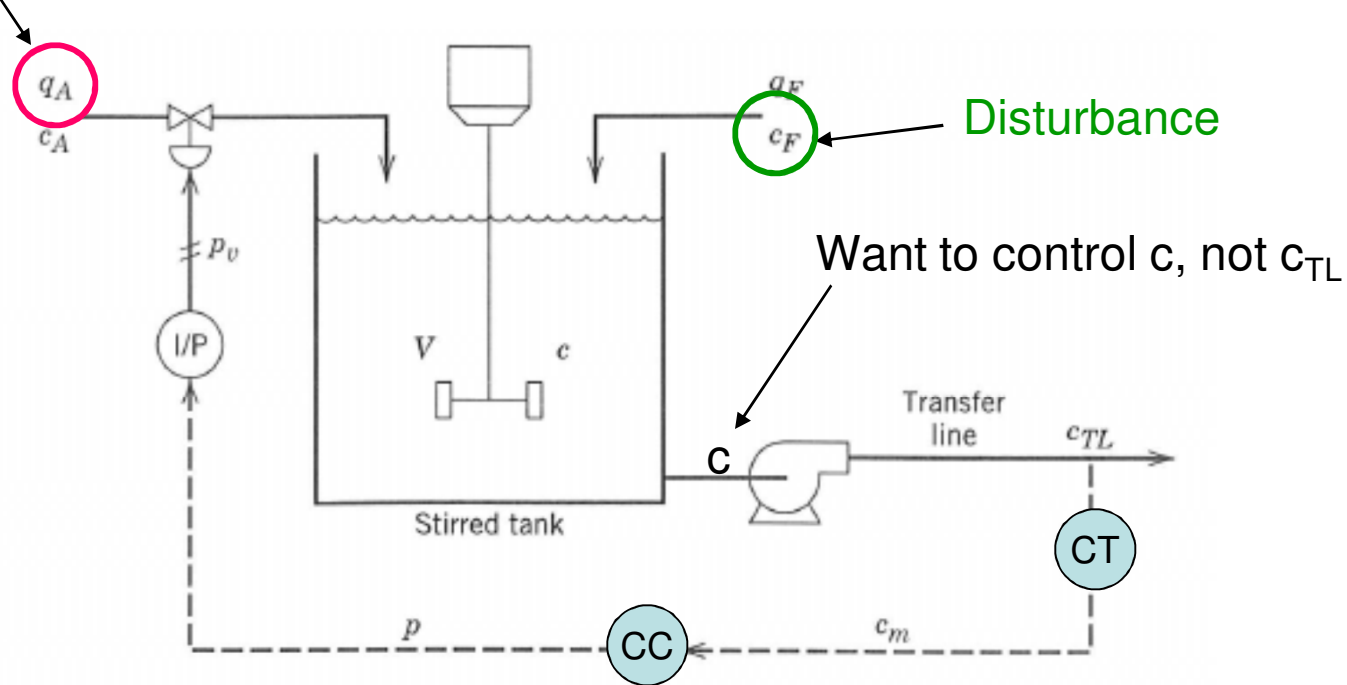 q_A
c_A
q_F
c_F
Disturbance
p_v
Want to control c, not c_TL
I/P
V
c
Transfer
line
c_TL
c
Stirred tank
CT
p
CC
c_m